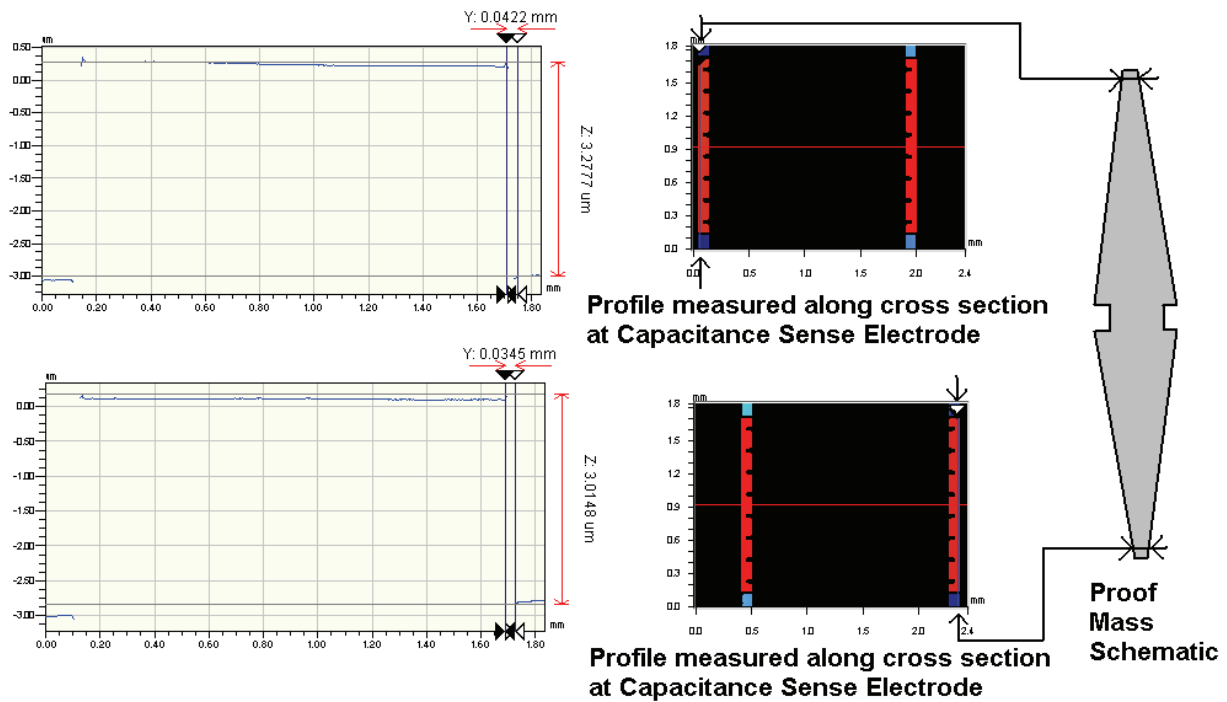 Y: 0.0422 mm
um
0.50
0.00
-0.50
-1.00
-1.50
-2.00
-2.50
-3.00
0.00 0.20 0.40 0.60 0.80 1.00 1.20 1.40 1.60 1.80
mm
Z: 3.2777 um
mm
1.8
1.5
1.2
0.9
0.6
0.3
0.0
0.0 0.5 1.0 1.5 2.0 2.4
mm
Profile measured along cross section
at Capacitance Sense Electrode
Y: 0.0345 mm
um
0.00
-0.50
-1.00
-1.50
-2.00
-2.50
-3.00
0.00 0.20 0.40 0.60 0.80 1.00 1.20 1.40 1.60 1.80
mm
Z: 3.0148 um
mm
1.8
1.5
1.2
0.9
0.6
0.3
0.0
0.0 0.5 1.0 1.5 2.0 2.4
mm
Profile measured along cross section
at Capacitance Sense Electrode
Proof
Mass
Schematic